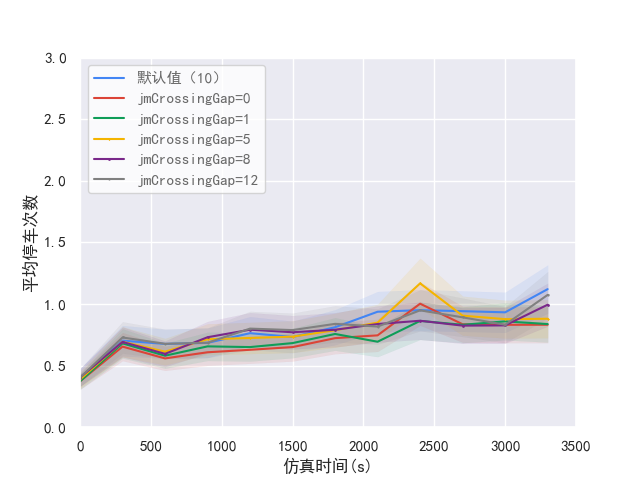 3.0
2.5
2.0
1.5
1.0
0.5
0.0
平均停车次数
默认值（10）
jmCrossingGap=0
jmCrossingGap=1
jmCrossingGap=5
jmCrossingGap=8
jmCrossingGap=12
0 500 1000 1500 2000 2500 3000 3500
仿真时间(s)